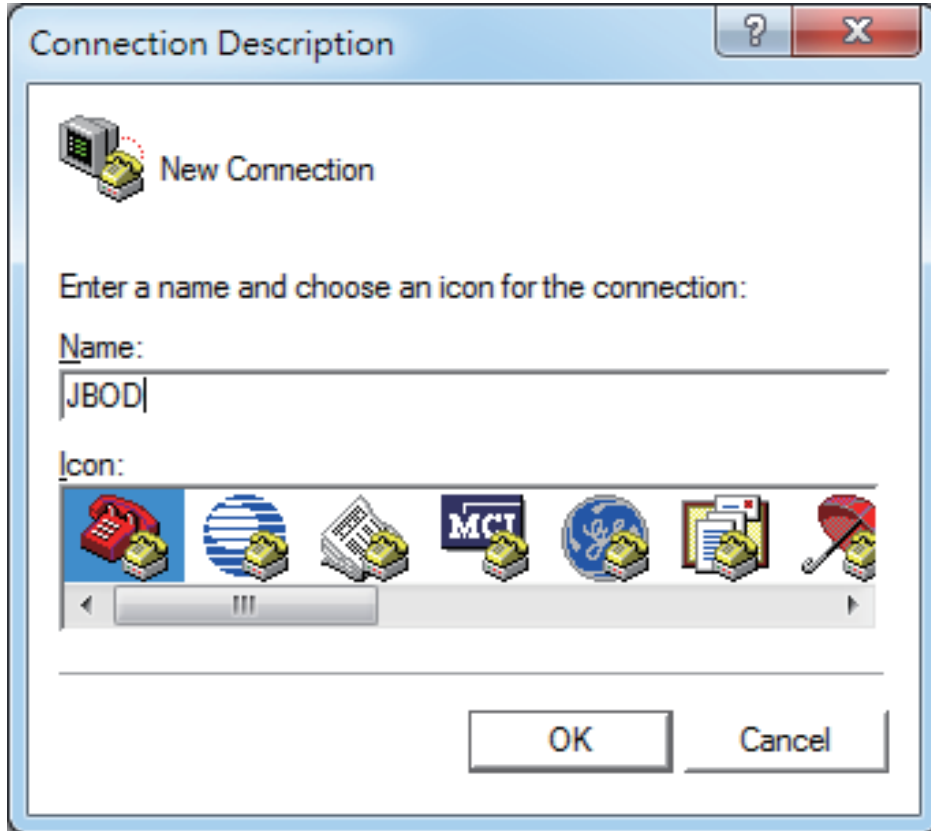 Connection Description
New Connection
Enter a name and choose an icon for the connection:
Name:
JBOD
Icon:
MCI
OK Cancel